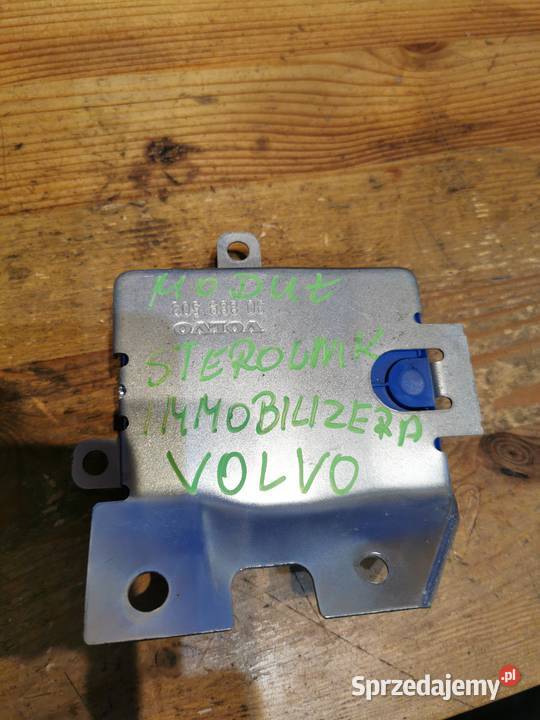 MODUŁ
VOLVO
STEROWNIK
IMMOBILIZERA
VOLVO
Sprzedajemy.pl